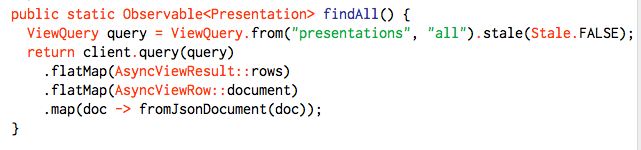 public static Observable<Presentation> findAll() {
  ViewQuery query = ViewQuery.from("presentations", "all").stale(Stale.FALSE);
  return client.query(query)
    .flatMap(AsyncViewResult::rows)
    .flatMap(AsyncViewRow::document)
    .map(doc -> fromJsonDocument(doc));
}